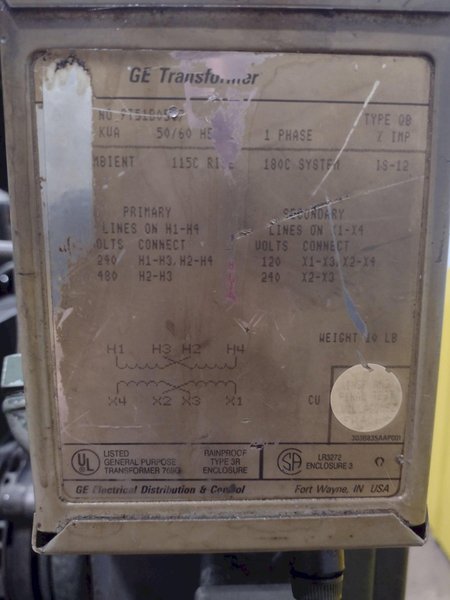 GE Transformer
NO
KVA 50/60 1 PHASE % IMP
TYPE QB
115C 180C SYSTEM IS-12
PRIMARY SECONDARY
LINES ON H1-H4 LINES ON X1-X4
VOLTS CONNECT VOLTS CONNECT
240 H1-H3,H2-H4 120 X1-X3,X2-X4
480 H2-H3 240 X2-X3
WEIGHT LB
H1 H3 H2 H4
X4 X2 X3 X1
CU
LISTED RAINPROOF LR3272
GENERAL PURPOSE TYPE 3R ENCLOSURE 3
TRANSFORMER ENCLOSURE
UL SA
GE Electrical Distribution & Control Fort Wayne, IN USA